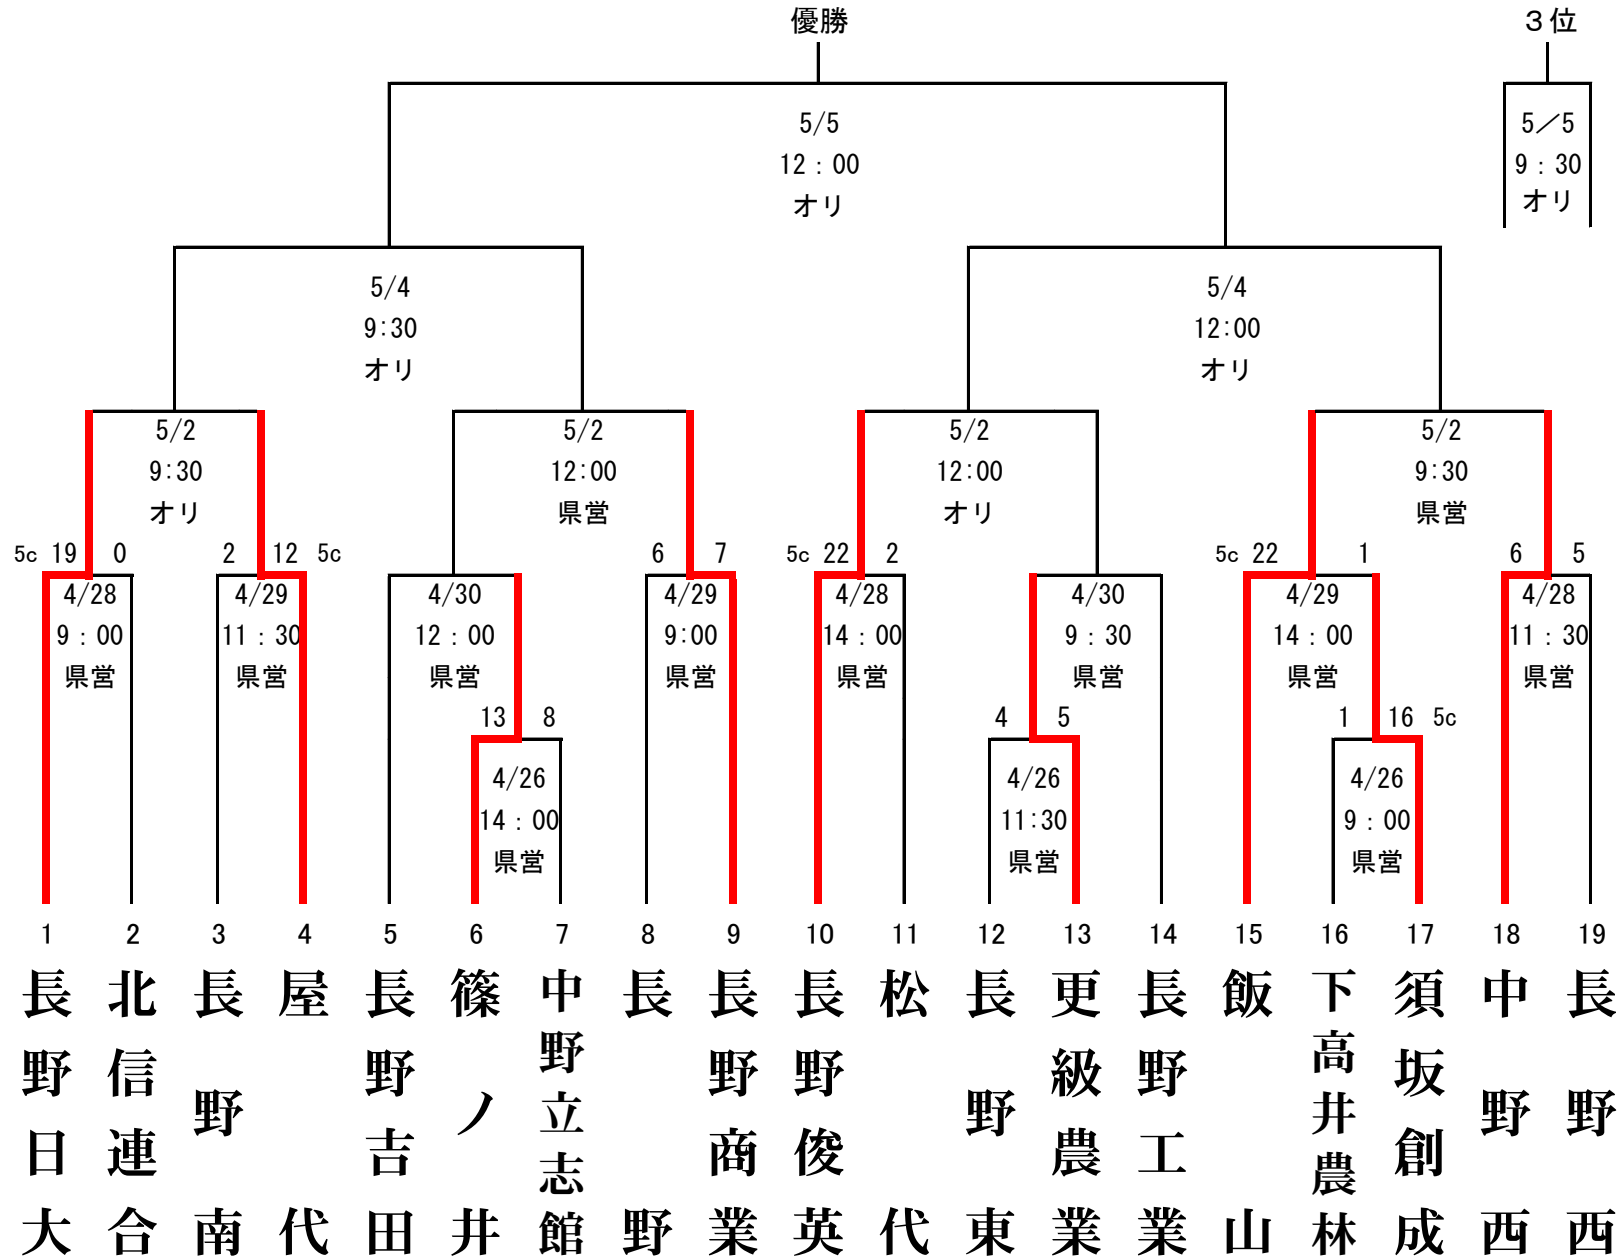 優勝
３位
5/5
12：00
オリ
5／5
9：30
オリ
5/4
9:30
オリ
5/4
12:00
オリ
5/2
9:30
オリ
5/2
12:00
県営
5/2
12:00
オリ
5/2
9:30
県営
5c 19 0
2 12 5c
6 7
5c 22 2
5c 22 1
6 5
4/28
9：00
県営
4/29
11：30
県営
4/30
12：00
県営
4/29
9:00
県営
4/28
14：00
県営
4/30
9：30
県営
4/29
14：00
県営
4/28
11：30
県営
13 8
4 5
1 16 5c
4/26
14：00
県営
4/26
11:30
県営
4/26
9：00
県営
1 2 3 4 5 6 7 8 9 10 11 12 13 14 15 16 17 18 19
長野日大
北信連合
長野南
屋代
長野吉田
篠ノ井
中野立志館
長野
長野商業
長野俊英
松代
長野東
更級農業
長野工業
飯山
下高井農林
須坂創成
中野西
長野西